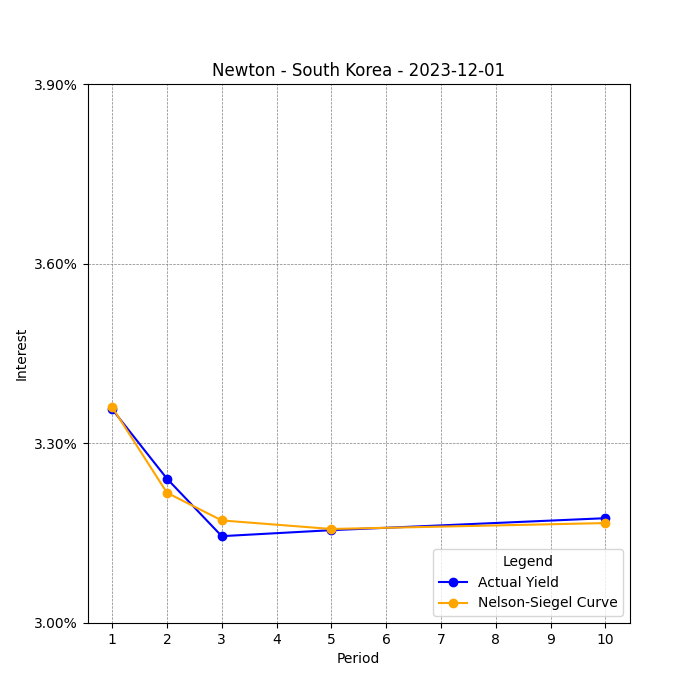 Newton - South Korea - 2023-12-01
3.90%
3.60%
3.30%
3.00%
Interest
1 2 3 4 5 6 7 8 9 10
Period
Legend
Actual Yield
Nelson-Siegel Curve